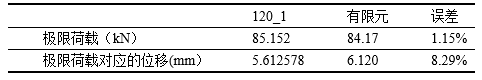 120_1 有限元 误差
极限荷载（kN） 85.152 84.17 1.15%
极限荷载对应的位移(mm） 5.612578 6.120 8.29%